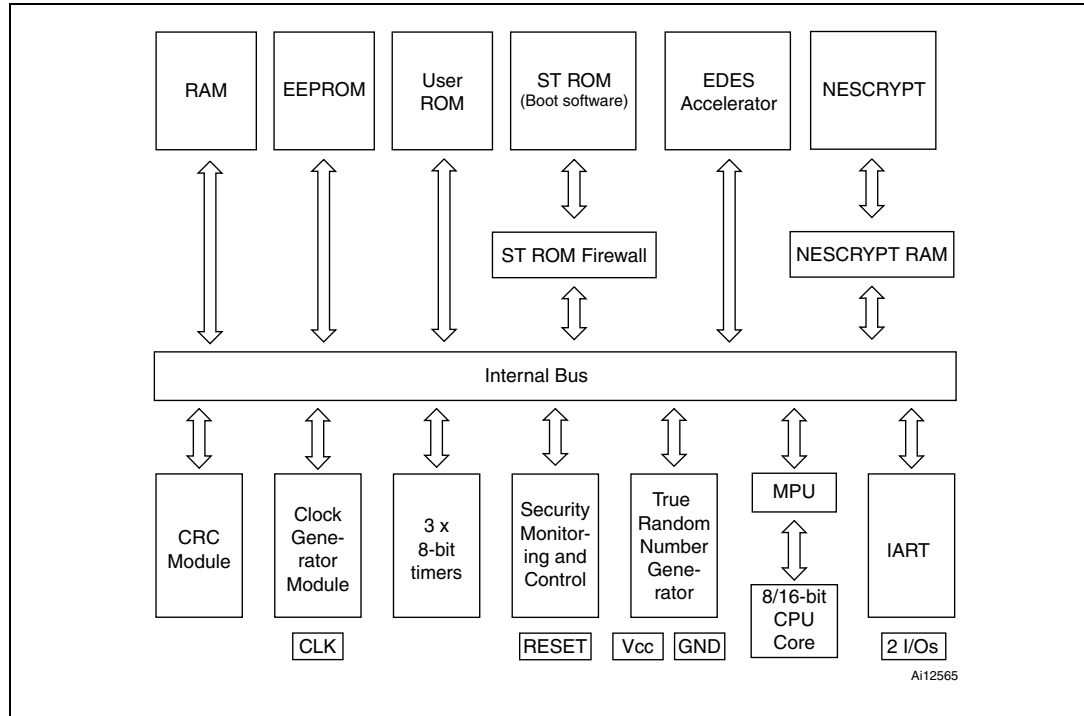 RAM
EEPROM
User
ROM
ST ROM
(Boot software)
EDES
Accelerator
NESCRYPT
ST ROM Firewall
NESCRYPT RAM
Internal Bus
CRC
Module
Clock
Gene-
rator
Module
3 x
8-bit
timers
Security
Monitor-
ing and
Control
True
Random
Number
Gene-
rator
MPU
8/16-bit
CPU
Core
IART
CLK
RESET
Vcc
GND
2 I/Os
Ai12565